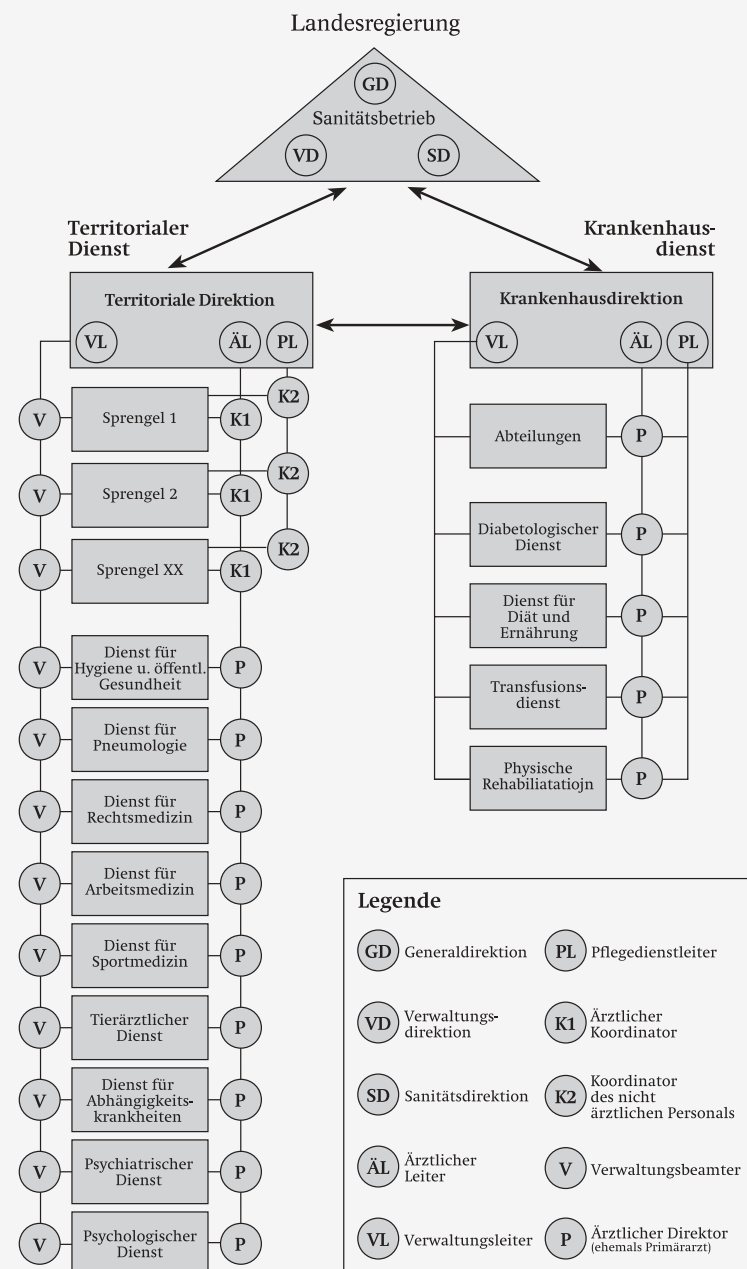 Landesregierung
GD
Sanitätsbetrieb
VD
SD
Territorialer
Dienst
Krankenhaus-
dienst
Territoriale Direktion
VL
ÄL
PL
Krankenhausdirektion
VL
ÄL
PL
K2
V
Sprengel 1
K1
K2
V
Sprengel 2
K1
K2
V
Sprengel XX
K1
V
Dienst für
Hygiene u. öffentl.
Gesundheit
P
V
Dienst für
Pneumologie
P
V
Dienst für
Rechtsmedizin
P
V
Dienst für
Arbeitsmedizin
P
V
Dienst für
Sportmedizin
P
V
Tierärztlicher
Dienst
P
V
Dienst für
Abhängigkeits-
krankheiten
P
V
Psychiatrischer
Dienst
P
V
Psychologischer
Dienst
P
Abteilungen
P
Diabetologischer
Dienst
P
Dienst für
Diät und
Ernährung
P
Transfusions-
dienst
P
Physische
Rehabiliatatiojn
P
Legende
GD Generaldirektion
VD Verwaltungs-
direktion
SD Sanitätsdirektion
ÄL Ärztlicher
Leiter
VL Verwaltungsleiter
PL Pflegedienstleiter
K1 Ärztlicher
Koordinator
K2 Koordinator
des nicht
ärztlichen Personals
V Verwaltungsbeamter
P Ärztlicher Direktor
(ehemals Primärarzt)